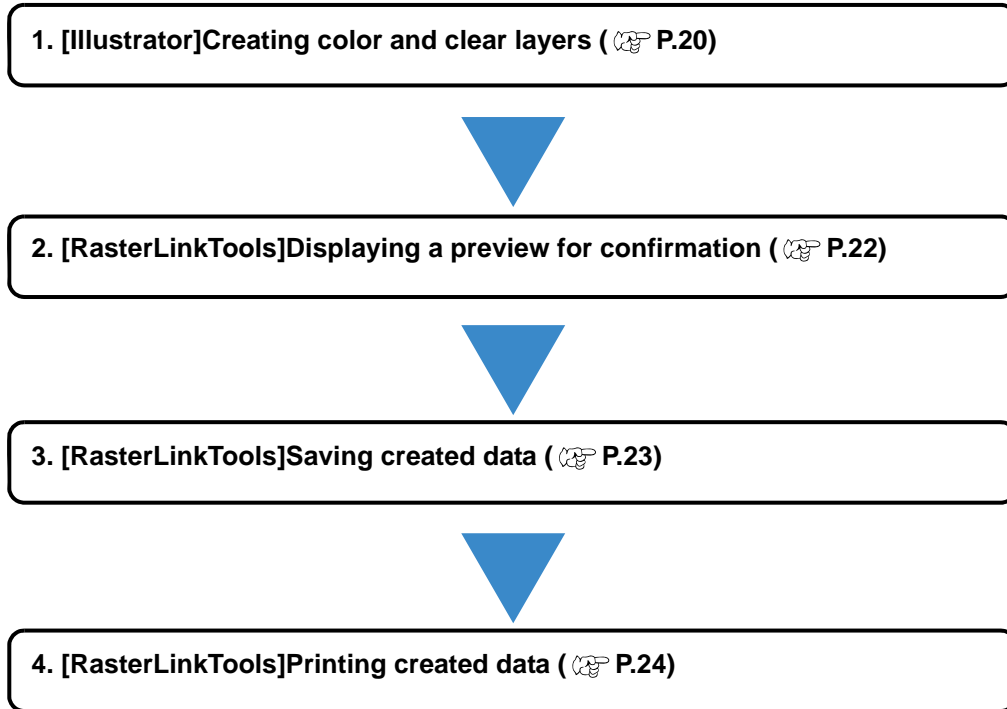 1. [Illustrator]Creating color and clear layers ( P.20)
2. [RasterLinkTools]Displaying a preview for confirmation ( P.22)
3. [RasterLinkTools]Saving created data ( P.23)
4. [RasterLinkTools]Printing created data ( P.24)